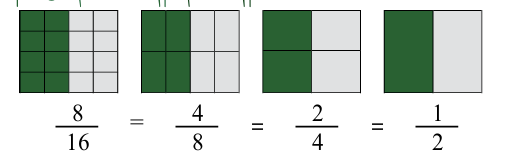 8/16 = 4/8 = 2/4 = 1/2